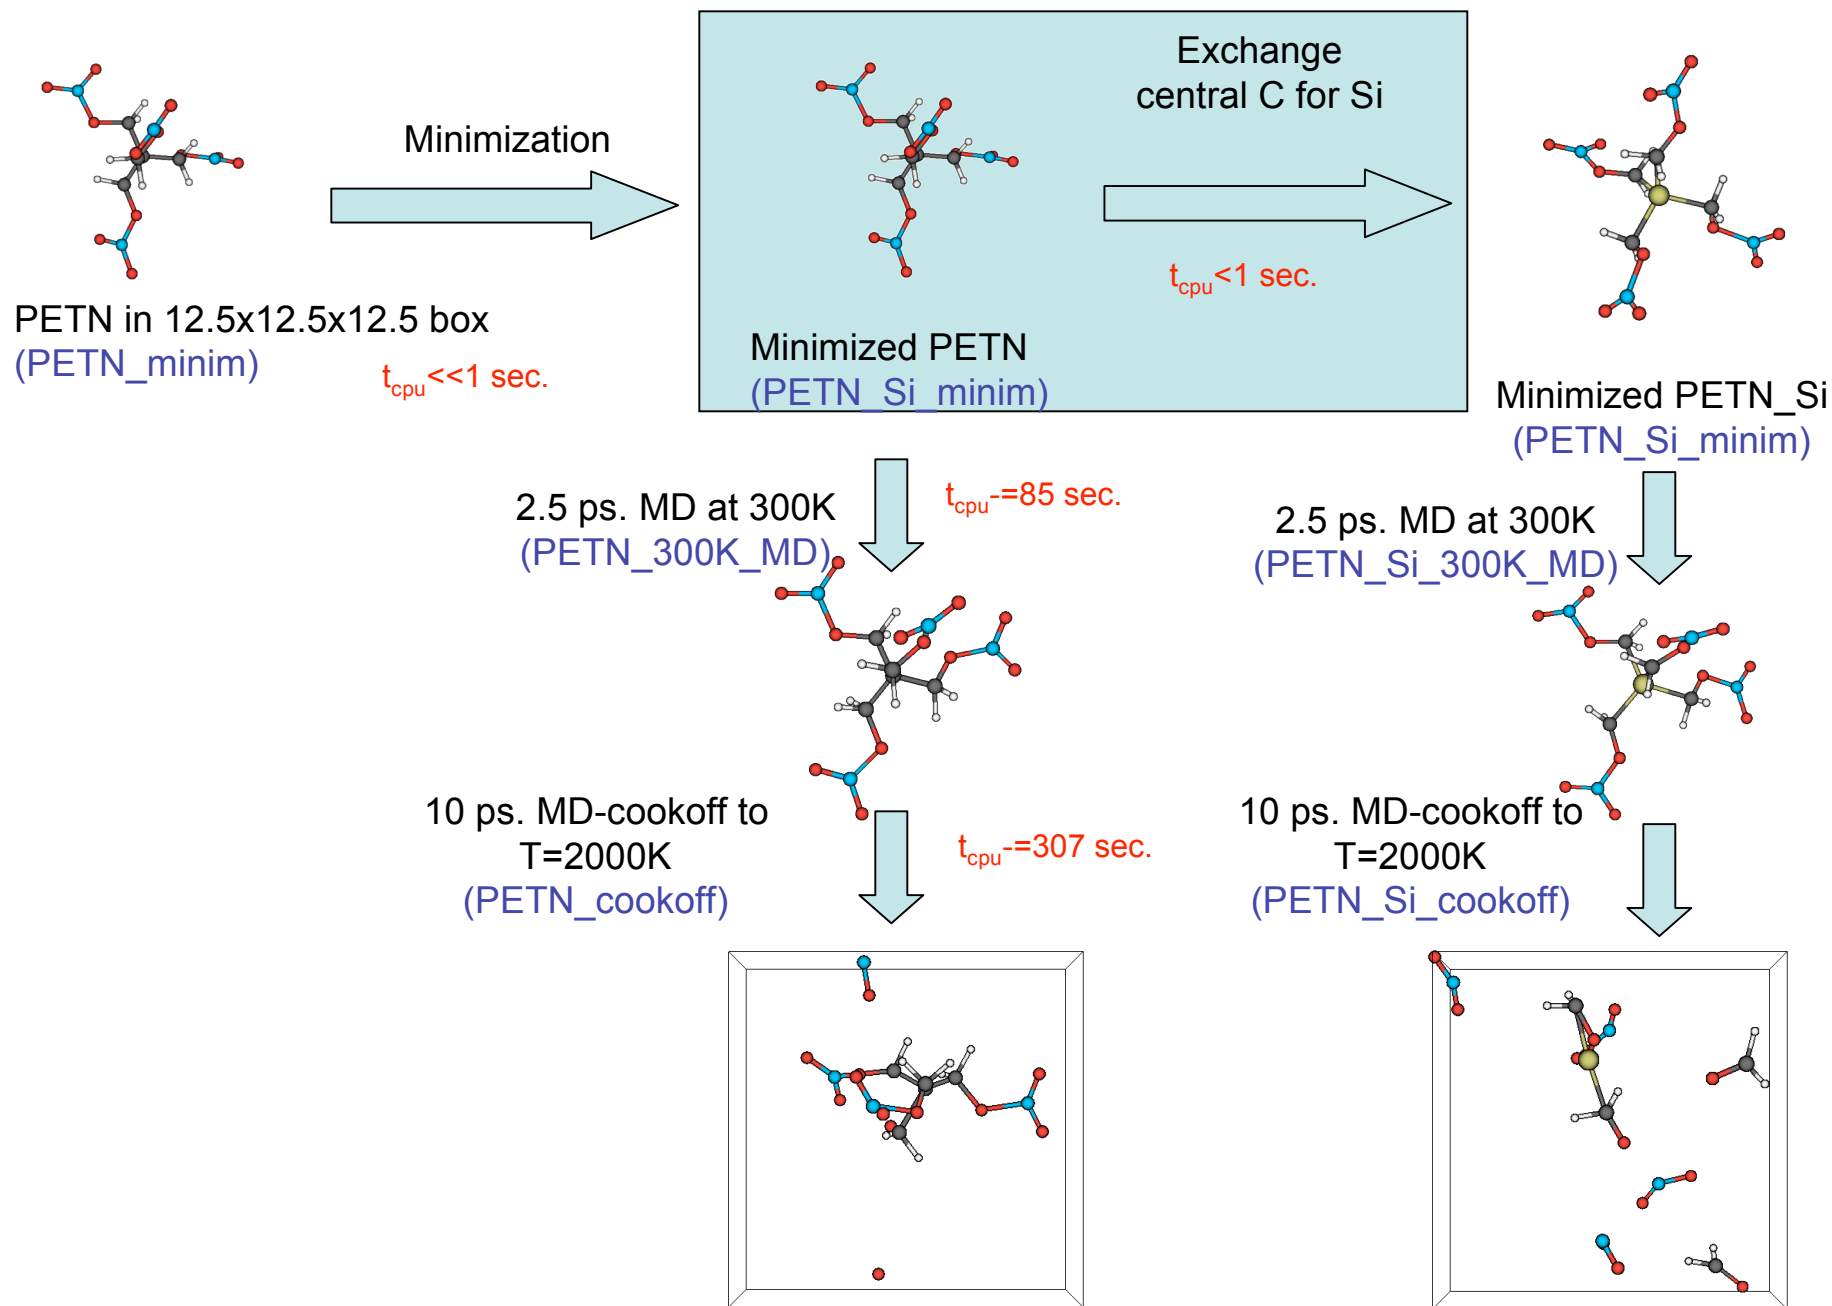 Minimization
PETN in 12.5x12.5x12.5 box
(PETN_minim)
tcpu<<1 sec.
Exchange
central C for Si
tcpu<1 sec.
Minimized PETN
(PETN_Si_minim)
Minimized PETN_Si
(PETN_Si_minim)
2.5 ps. MD at 300K
(PETN_300K_MD)
tcpu-=85 sec.
2.5 ps. MD at 300K
(PETN_Si_300K_MD)
10 ps. MD-cookoff to
T=2000K
(PETN_cookoff)
tcpu-=307 sec.
10 ps. MD-cookoff to
T=2000K
(PETN_Si_cookoff)